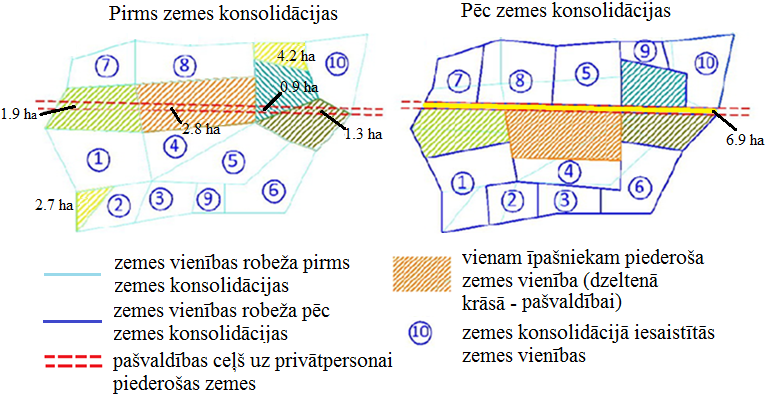 Pirms zemes konsolidācijas
7
8
4.2 ha
10
0.9 ha
1.9 ha
2.8 ha
1.3 ha
4
1
5
6
2.7 ha
2
3
9
Pēc zemes konsolidācijas
9
7
8
5
10
6.9 ha
1
4
6
2
3
zemes vienības robeža pirms
zemes konsolidācijas
zemes vienības robeža pēc
zemes konsolidācijas
pašvaldības ceļš uz privātpersonai
piederošas zemes
vienam īpašniekam piederoša
zemes vienība (dzeltenā
krāsā - pašvaldībai)
10
zemes konsolidācijā iesaistītās
zemes vienības